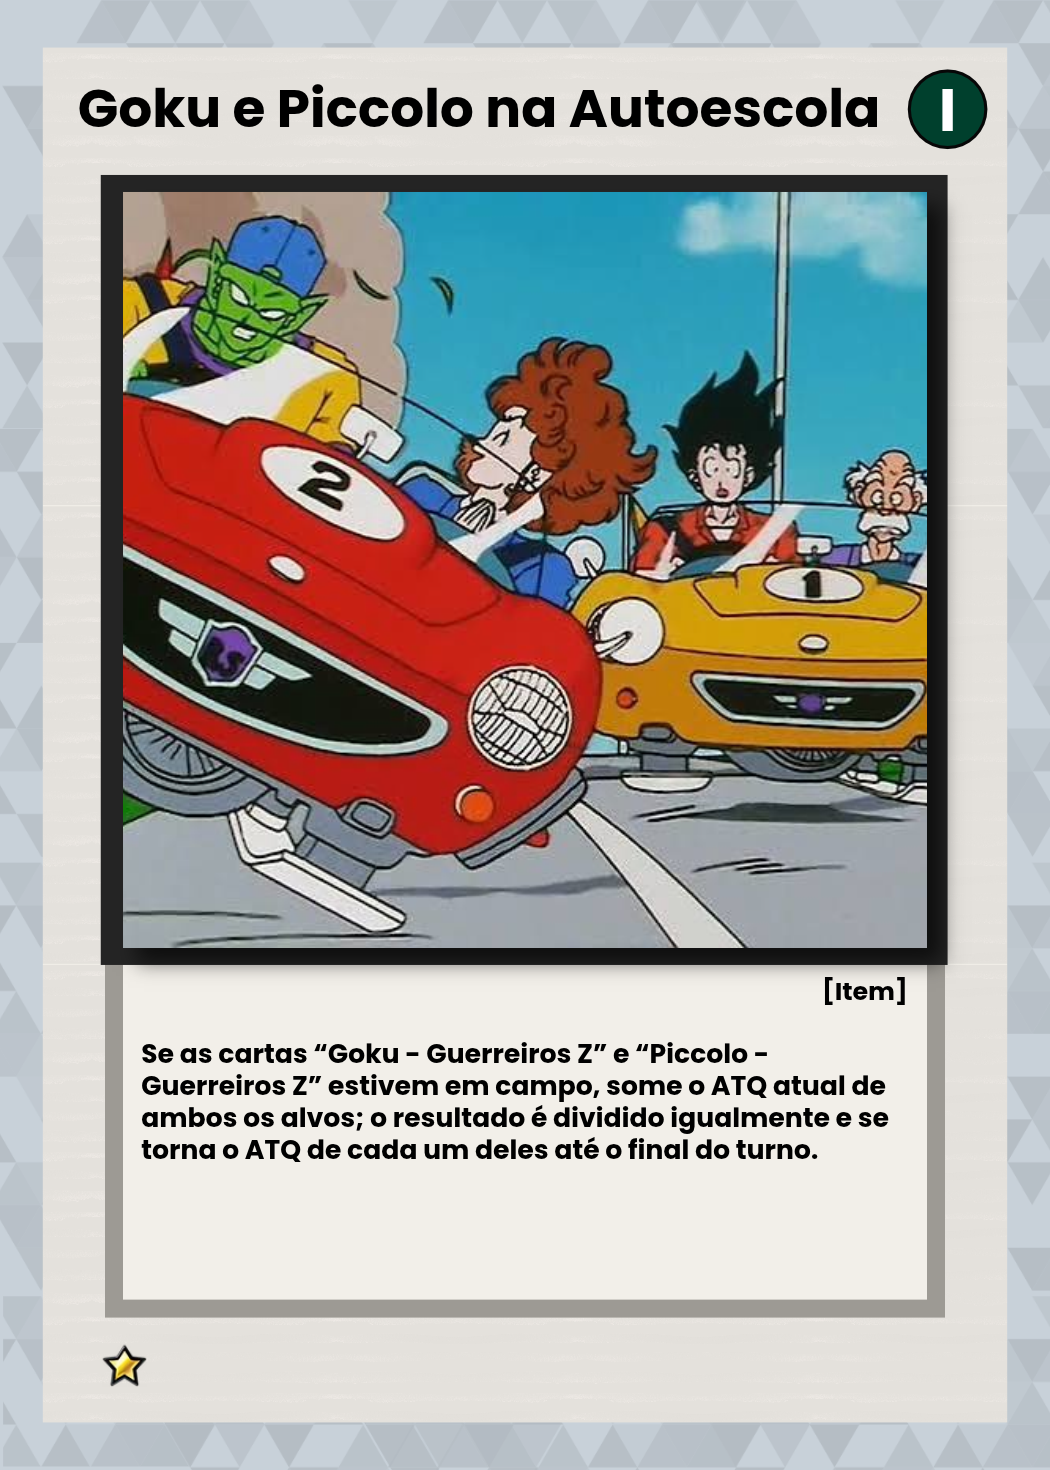 Goku e Piccolo na Autoescola I
2
1
[Item]
Se as cartas “Goku - Guerreiros Z” e “Piccolo -
Guerreiros Z” estivem em campo, some o ATQ atual de
ambos os alvos; o resultado é dividido igualmente e se
torna o ATQ de cada um deles até o final do turno.